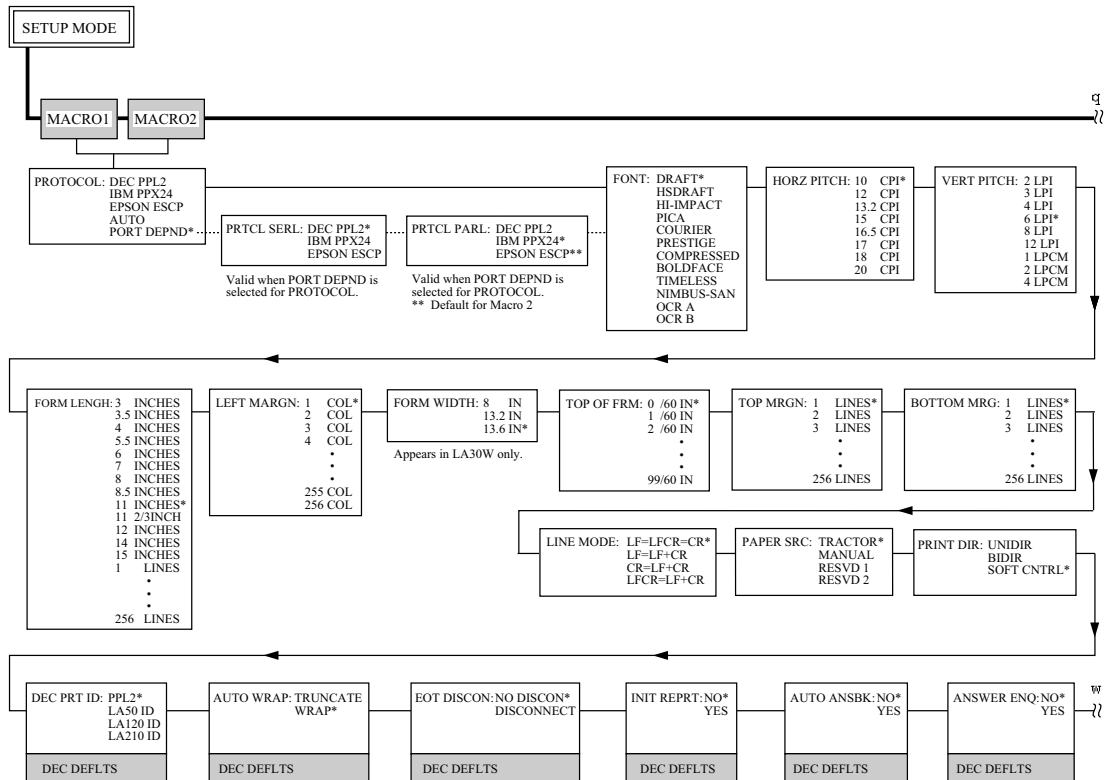 SETUP MODE
q
MACRO1
MACRO2
PROTOCOL: DEC PPL2
IBM PPX24
EPSON ESCP
AUTO
PORT DEPND*
PRTCL SERL: DEC PPL2*
IBM PPX24
EPSON ESCP
Valid when PORT DEPND is
selected for PROTOCOL.
PRTCL PARL: DEC PPL2
IBM PPX24*
EPSON ESCP**
Valid when PORT DEPND is
selected for PROTOCOL.
** Default for Macro 2
FONT: DRAFT*
HSDRAFT
HI-IMPACT
PICA
COURIER
PRESTIGE
COMPRESSED
BOLDFACE
TIMELESS
NIMBUS-SAN
OCR A
OCR B
HORZ PITCH: 10 CPI*
12 CPI
13.2 CPI
15 CPI
16.5 CPI
17 CPI
18 CPI
20 CPI
VERT PITCH: 2 LPI
3 LPI
4 LPI
6 LPI*
8 LPI
12 LPI
1 LPCM
2 LPCM
4 LPCM
FORM LENGH: 3 INCHES
3.5 INCHES
4 INCHES
5.5 INCHES
6 INCHES
7 INCHES
8 INCHES
8.5 INCHES
11 INCHES*
11 2/3INCH
12 INCHES
14 INCHES
15 INCHES
1 LINES
•
•
•
256 LINES
LEFT MARGN: 1 COL*
2 COL
3 COL
4 COL
•
•
•
255 COL
256 COL
FORM WIDTH: 8 IN
13.2 IN
13.6 IN*
Appears in LA30W only.
TOP OF FRM: 0 /60 IN*
1 /60 IN
2 /60 IN
•
•
•
99/60 IN
TOP MRGN: 1 LINES*
2 LINES
3 LINES
•
•
•
256 LINES
BOTTOM MRG: 1 LINES*
2 LINES
3 LINES
•
•
•
256 LINES
LINE MODE: LF=LFCR=CR*
LF=LF+CR
CR=LF+CR
LFCR=LF+CR
PAPER SRC: TRACTOR*
MANUAL
RESVD 1
RESVD 2
PRINT DIR: UNIDIR
BIDIR
SOFT CNTRL*
DEC PRT ID: PPL2*
LA50 ID
LA120 ID
LA210 ID
DEC DEFLTS
AUTO WRAP: TRUNCATE
WRAP*
DEC DEFLTS
EOT DISCON: NO DISCON*
DISCONNECT
DEC DEFLTS
INIT REPRT: NO*
YES
DEC DEFLTS
AUTO ANSBK: NO*
YES
DEC DEFLTS
ANSWER ENQ: NO*
YES
DEC DEFLTS
w